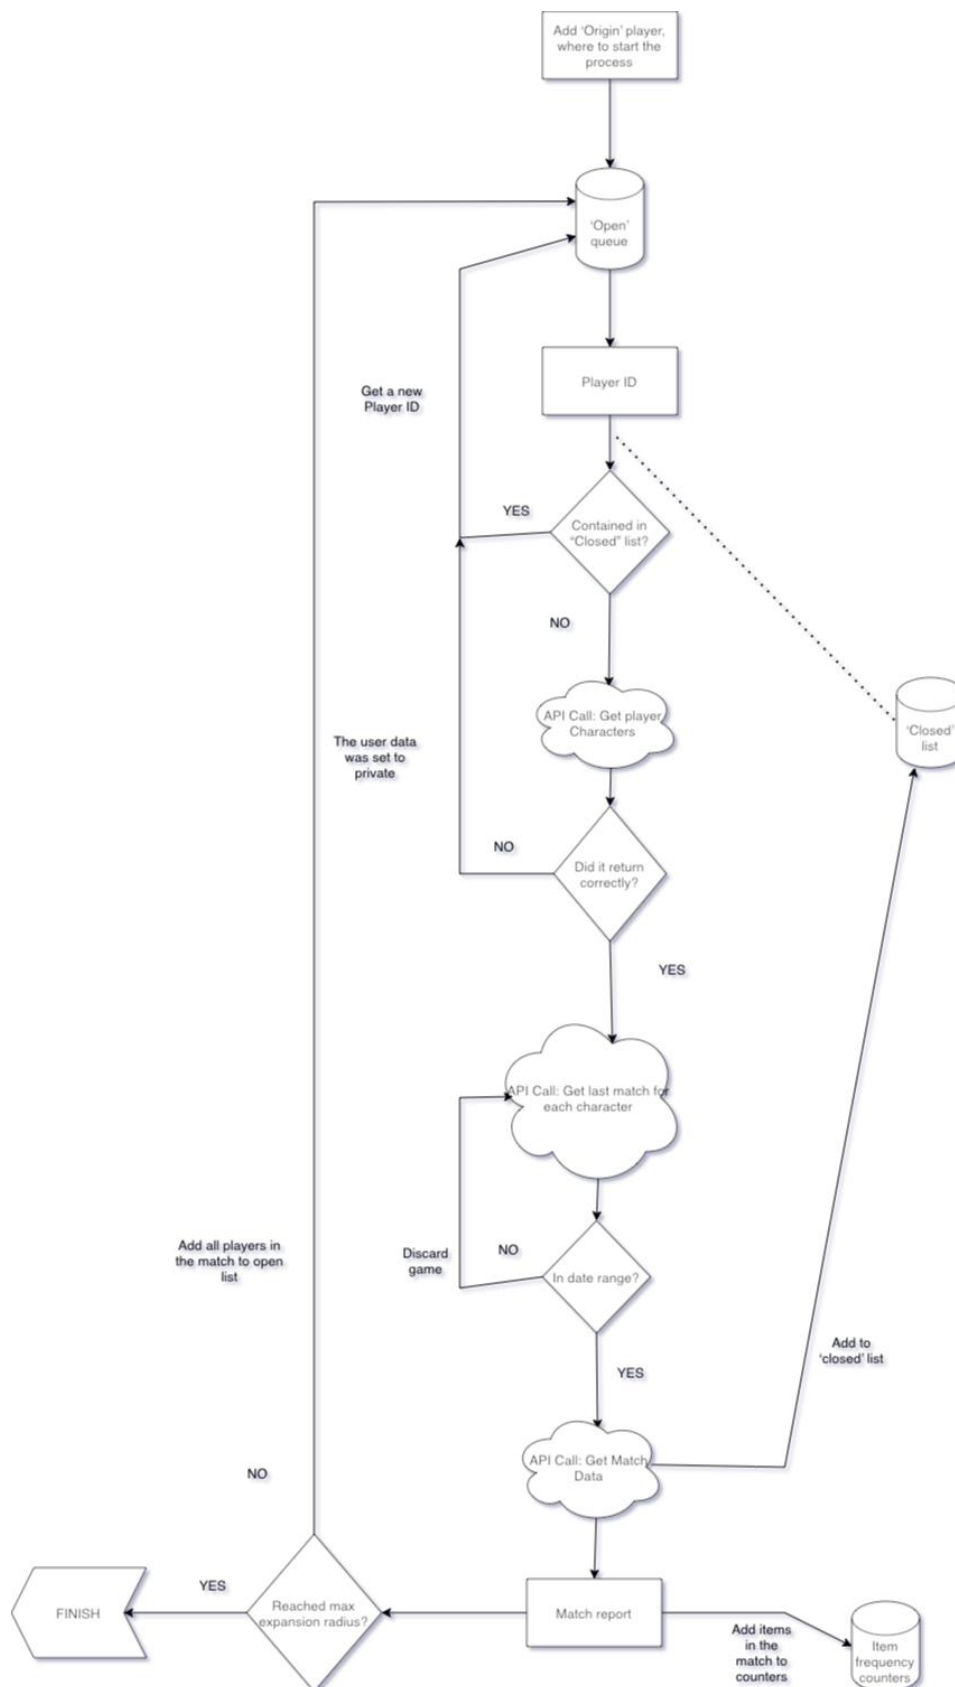 Add ‘Origin’ player,
where to start the
process
‘Open’
queue
Player ID
Get a new
Player ID
YES
Contained in
“Closed” list?
NO
API Call: Get player
Characters
‘Closed’
list
The user data
was set to
private
NO
Did it return
correctly?
YES
API Call: Get last match for
each character
Add all players in
the match to open
list
Discard
game
NO
In date range?
Add to
‘closed’ list
YES
API Call: Get Match
Data
NO
FINISH
YES
Reached max
expansion radius?
Match report
Add items
in the
match to
counters
Item
frequency
counters